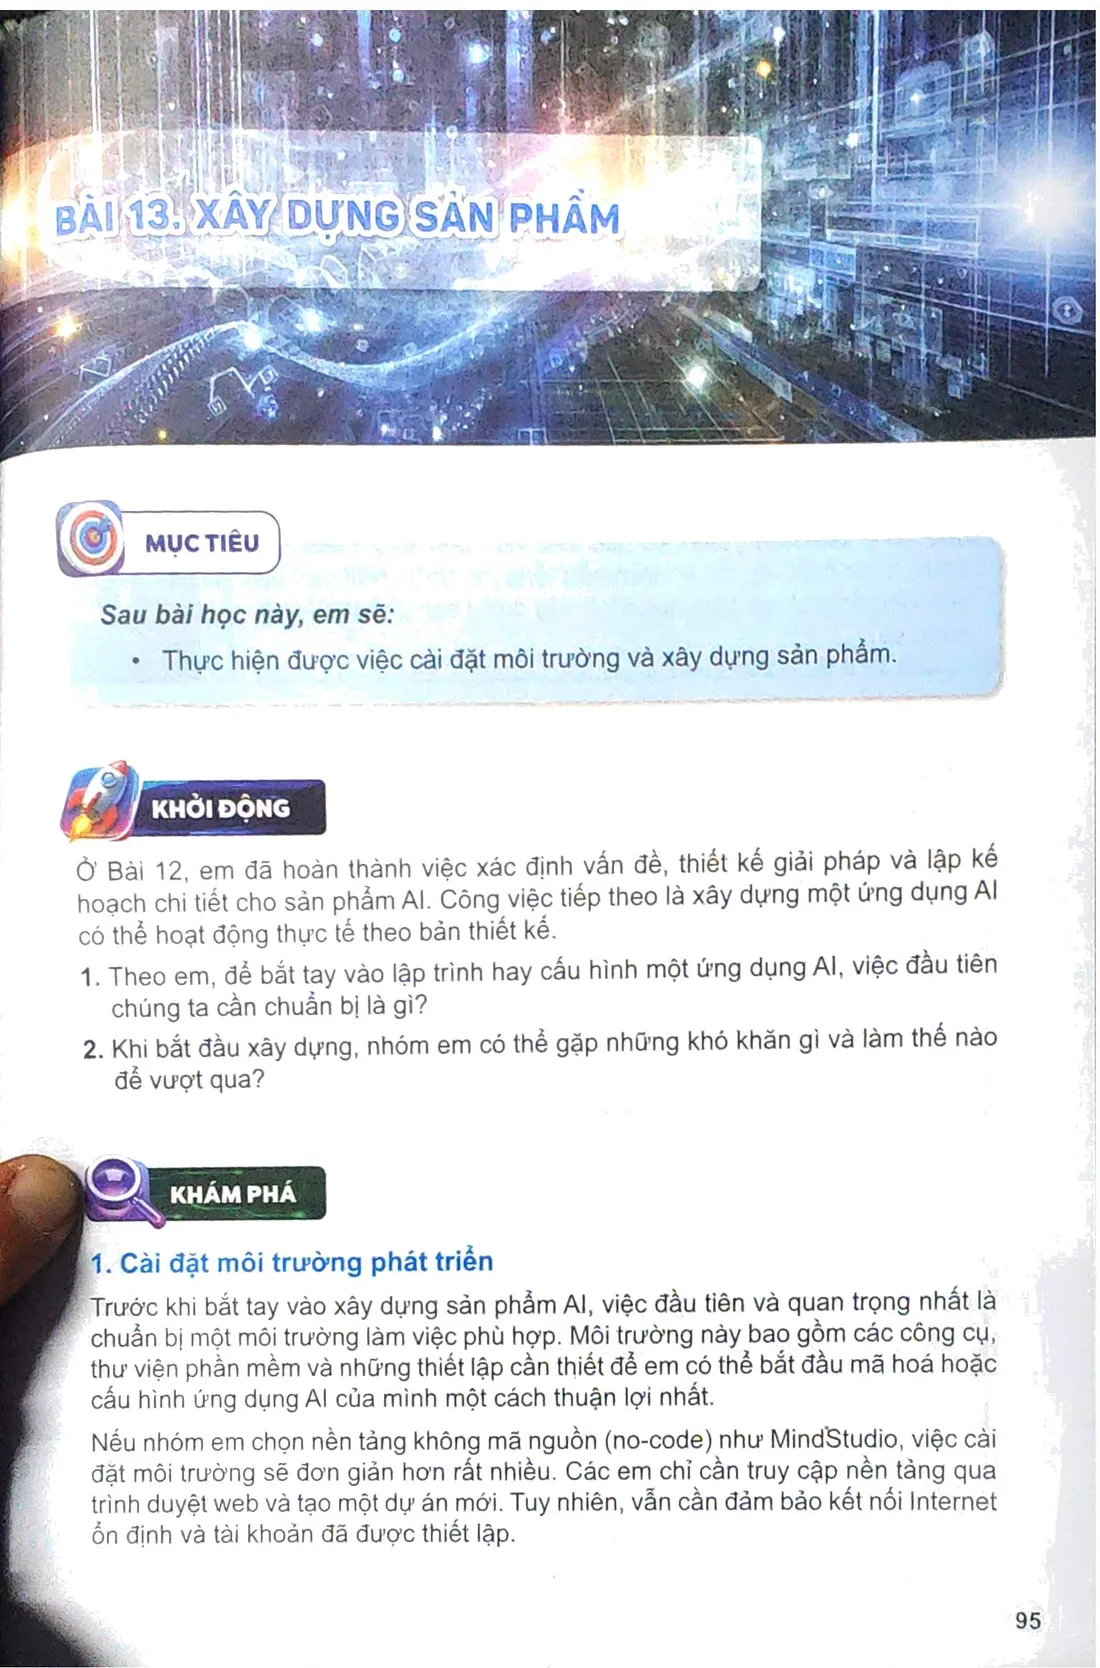 BÀI 13. XÂY DỰNG SẢN PHẨM
MỤC TIÊU
Sau bài học này, em sẽ:
• Thực hiện được việc cài đặt môi trường và xây dựng sản phẩm.
KHỞI ĐỘNG
Ở Bài 12, em đã hoàn thành việc xác định vấn đề, thiết kế giải pháp và lập kế
hoạch chi tiết cho sản phẩm AI. Công việc tiếp theo là xây dựng một ứng dụng AI
có thể hoạt động thực tế theo bản thiết kế.
1. Theo em, để bắt tay vào lập trình hay cấu hình một ứng dụng AI, việc đầu tiên
chúng ta cần chuẩn bị là gì?
2. Khi bắt đầu xây dựng, nhóm em có thể gặp những khó khăn gì và làm thế nào
để vượt qua?
KHÁM PHÁ
1. Cài đặt môi trường phát triển
Trước khi bắt tay vào xây dựng sản phẩm AI, việc đầu tiên và quan trọng nhất là
chuẩn bị một môi trường làm việc phù hợp. Môi trường này bao gồm các công cụ,
thư viện phần mềm và những thiết lập cần thiết để em có thể bắt đầu mã hoá hoặc
cấu hình ứng dụng AI của mình một cách thuận lợi nhất.
Nếu nhóm em chọn nền tảng không mã nguồn (no-code) như MindStudio, việc cài
đặt môi trường sẽ đơn giản hơn rất nhiều. Các em chỉ cần truy cập nền tảng qua
trình duyệt web và tạo một dự án mới. Tuy nhiên, vẫn cần đảm bảo kết nối Internet
ổn định và tài khoản đã được thiết lập.
95